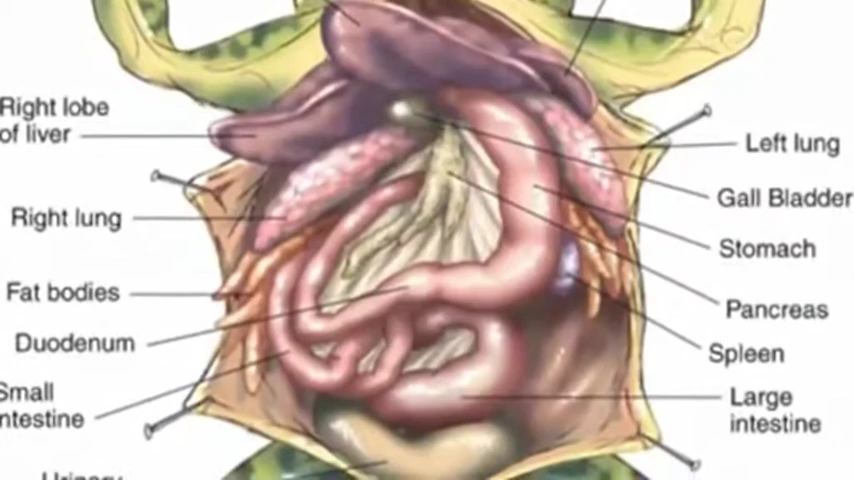 Right lobe
of liver
Right lung
Fat bodies
Duodenum
Small
intestine
Left lung
Gall Bladder
Stomach
Pancreas
Spleen
Large
intestine